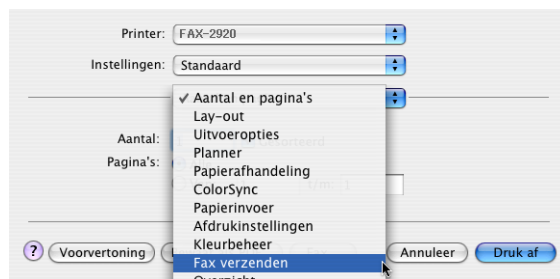 Printer: FAX-2920
Instellingen: Standaard
✓ Aantal en pagina's
Lay-out
Uitvoeropties
Aantal:
Planner
Pagina's:
Papierafhandeling
ColorSync
Papierinvoer
Afdrukinstellingen
Kleurbeheer
? Voorvertoning Annuleer Druk af
Fax verzenden
Overzicht